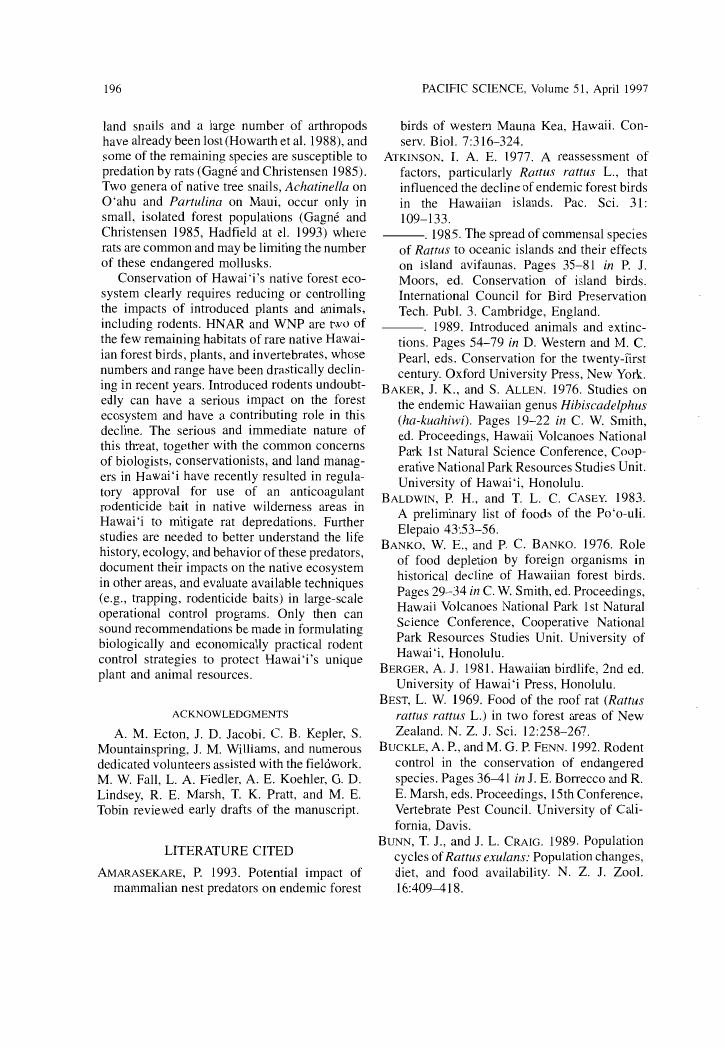 196
PACIFIC SCIENCE, Volume 51, April 1997
land snails and a large number of arthropods
have already been lost (Howarth et al. 1988), and
some of the remaining species are susceptible to
predation by rats (Gagné and Christensen 1985).
Two genera of native tree snails, Achatinella on
O‘ahu and Partulina on Maui, occur only in
small, isolated forest populations (Gagné and
Christensen 1985, Hadfield at el. 1993) where
rats are common and may be limiting the number
of these endangered mollusks.
Conservation of Hawai‘i's native forest eco-
system clearly requires reducing or controlling
the impacts of introduced plants and animals,
including rodents. HNAR and WNP are two of
the few remaining habitats of rare native Hawai-
ian forest birds, plants, and invertebrates, whose
numbers and range have been drastically declin-
ing in recent years. Introduced rodents undoubt-
edly can have a serious impact on the forest
ecosystem and have a contributing role in this
decline. The serious and immediate nature of
this threat, together with the common concerns
of biologists, conservationists, and land manag-
ers in Hawai‘i have recently resulted in regula-
tory approval for use of an anticoagulant
rodenticide bait in native wilderness areas in
Hawai‘i to mitigate rat depredations. Further
studies are needed to better understand the life
history, ecology, and behavior of these predators,
document their impacts on the native ecosystem
in other areas, and evaluate available techniques
(e.g., trapping, rodenticide baits) in large-scale
operational control programs. Only then can
sound recommendations be made in formulating
biologically and economically practical rodent
control strategies to protect Hawai‘i's unique
plant and animal resources.
ACKNOWLEDGMENTS
A. M. Ecton, J. D. Jacobi. C. B. Kepler, S.
Mountainspring, J. M. Williams, and numerous
dedicated volunteers assisted with the fieldwork.
M. W. Fall, L. A. Fiedler, A. E. Koehler, G. D.
Lindsey, R. E. Marsh, T. K. Pratt, and M. E.
Tobin reviewed early drafts of the manuscript.
LITERATURE CITED
AMARASEKARE, P. 1993. Potential impact of
mammalian nest predators on endemic forest
birds of western Mauna Kea, Hawaii. Con-
serv. Biol. 7:316–324.
ATKINSON, I. A. E. 1977. A reassessment of
factors, particularly Rattus rattus L., that
influenced the decline of endemic forest birds
in the Hawaiian islands. Pac. Sci. 31:
109–133.
———. 1985. The spread of commensal species
of Rattus to oceanic islands and their effects
on island avifaunas. Pages 35–81 in P. J.
Moors, ed. Conservation of island birds.
International Council for Bird Preservation
Tech. Publ. 3. Cambridge, England.
———. 1989. Introduced animals and extinc-
tions. Pages 54–79 in D. Western and M. C.
Pearl, eds. Conservation for the twenty-first
century. Oxford University Press, New York.
BAKER, J. K., and S. ALLEN. 1976. Studies on
the endemic Hawaiian genus Hibiscadelphus
(ha-kuahiwi). Pages 19–22 in C. W. Smith,
ed. Proceedings, Hawaii Volcanoes National
Park 1st Natural Science Conference, Coop-
erative National Park Resources Studies Unit.
University of Hawai‘i, Honolulu.
BALDWIN, P. H., and T. L. C. CASEY. 1983.
A preliminary list of foods of the Po‘o-uli.
Elepaio 43:53–56.
BANKO, W. E., and P. C. BANKO. 1976. Role
of food depletion by foreign organisms in
historical decline of Hawaiian forest birds.
Pages 29–34 in C. W. Smith, ed. Proceedings,
Hawaii Volcanoes National Park 1st Natural
Science Conference, Cooperative National
Park Resources Studies Unit. University of
Hawai‘i, Honolulu.
BERGER, A. J. 1981. Hawaiian birdlife, 2nd ed.
University of Hawai‘i Press, Honolulu.
BEST, L. W. 1969. Food of the roof rat (Rattus
rattus rattus L.) in two forest areas of New
Zealand. N. Z. J. Sci. 12:258–267.
BUCKLE, A. P., and M. G. P. FENN. 1992. Rodent
control in the conservation of endangered
species. Pages 36–41 in J. E. Borrecco and R.
E. Marsh, eds. Proceedings, 15th Conference,
Vertebrate Pest Council. University of Cali-
fornia, Davis.
BUNN, T. J., and J. L. CRAIG. 1989. Population
cycles of Rattus exulans: Population changes,
diet, and food availability. N. Z. J. Zool.
16:409–418.